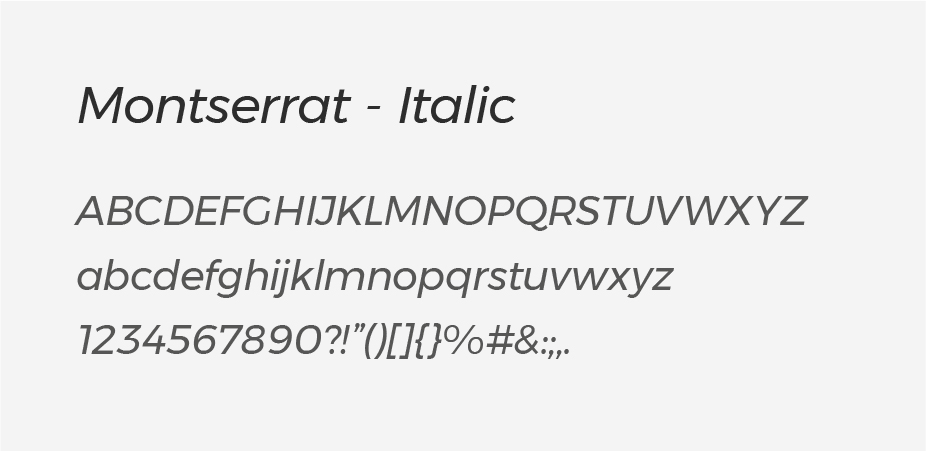 Montserrat - Italic
ABCDEFGHIJKLMNOPQRSTUVWXYZ
abcdefghijklmnopqrstuvwxyz
1234567890?!”()[]{}%#&:;,.